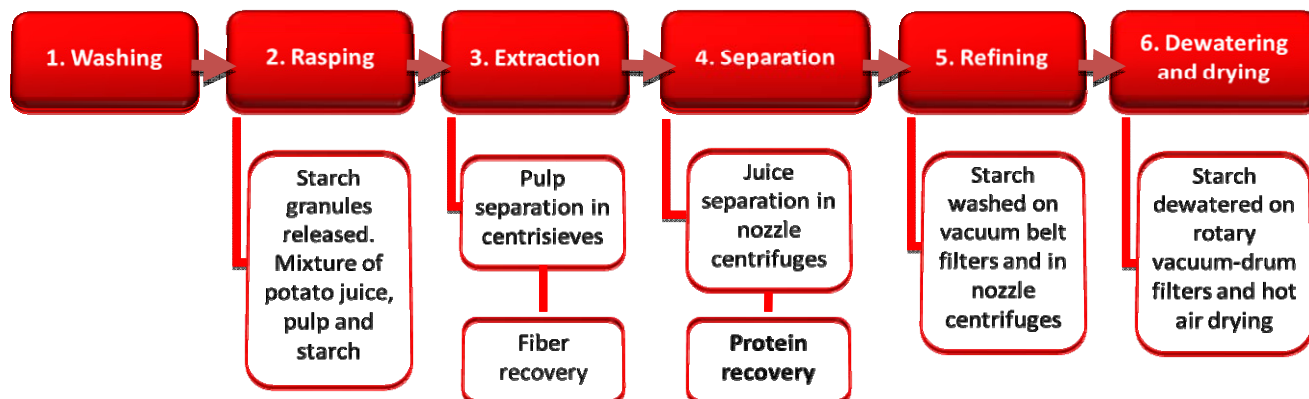 1. Washing
2. Rasping
3. Extraction
4. Separation
5. Refining
6. Dewatering
and drying
Starch
granules
released.
Mixture of
potato juice,
pulp and
starch
Pulp
separation in
centrisieves
Fiber
recovery
Juice
separation in
nozzle
centrifuges
Protein
recovery
Starch
washed on
vacuum belt
filters and in
nozzle
centrifuges
Starch
dewatered on
rotary
vacuum-drum
filters and hot
air drying